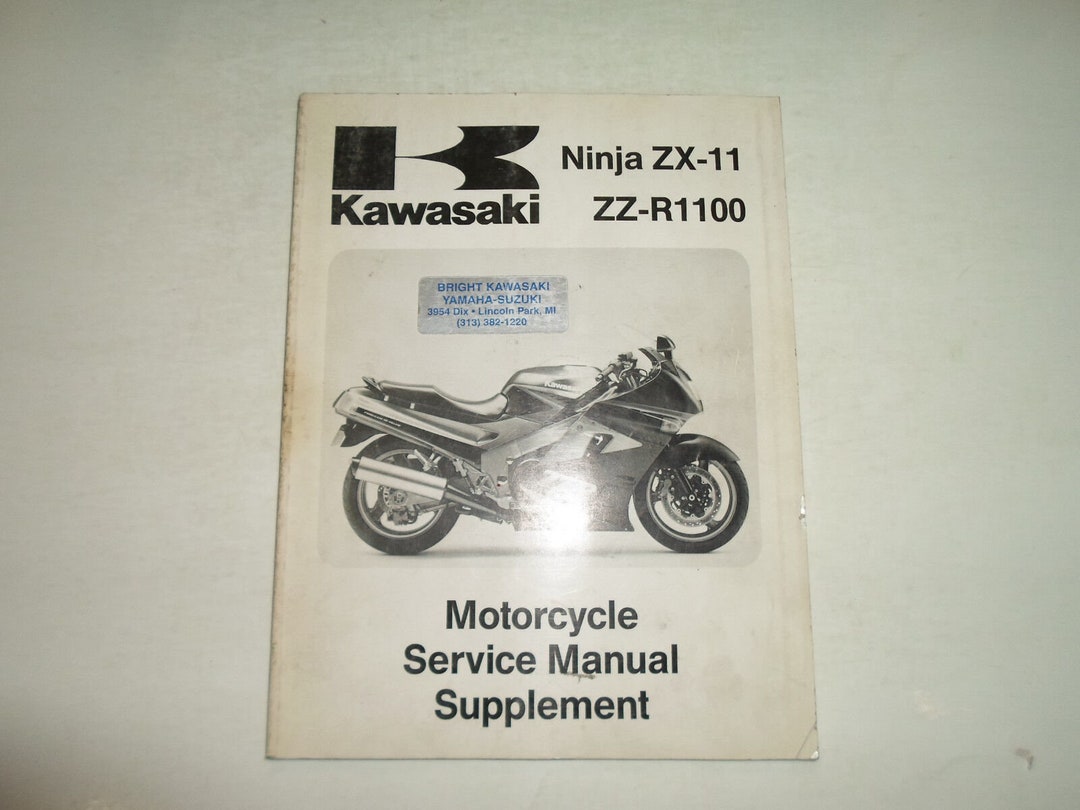 Ninja ZX-11
Kawasaki
ZZ-R1100
BRIGHT KAWASAKI
YAMAHA-SUZUKI
3954 Dix • Lincoln Park, MI
(313) 382-1220
Kawasaki
Motorcycle
Service Manual
Supplement